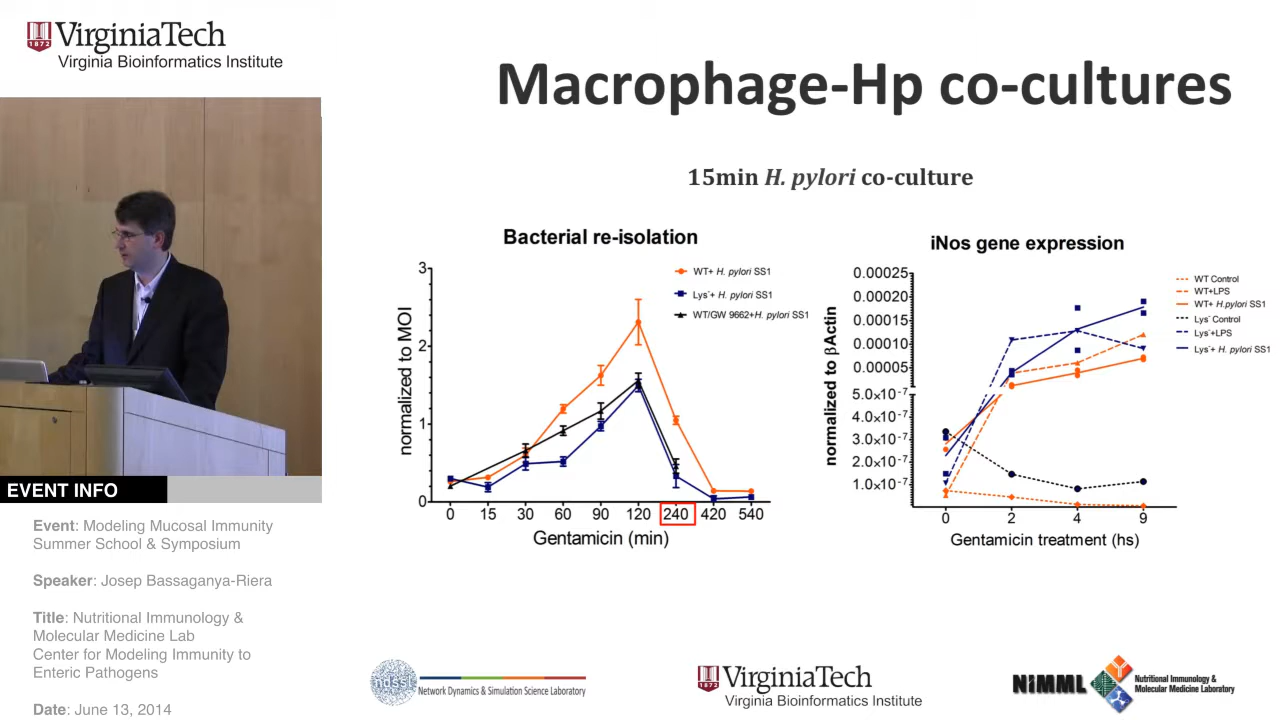 VirginiaTech
1872
Virginia Bioinformatics Institute
Macrophage-Hp co-cultures
15min H. pylori co-culture
Bacterial re-isolation
normalized to MOI
3
2
1
0
WT+ H. pylori SS1
Lys-+ H. pylori SS1
WT/GW 9662+H. pylori SS1
0 15 30 60 90 120 240 420 540
Gentamicin (min)
iNos gene expression
normalized to βActin
0.00025
0.00020
0.00015
0.00010
0.00005
5.0×10-7
4.0×10-7
3.0×10-7
2.0×10-7
1.0×10-7
WT Control
WT+LPS
WT+ H.pylori SS1
Lys- Control
Lys-+LPS
Lys-+ H. pylori SS1
0 2 4 9
Gentamicin treatment (hs)
EVENT INFO
Event: Modeling Mucosal Immunity
Summer School & Symposium
Speaker: Josep Bassaganya-Riera
Title: Nutritional Immunology &
Molecular Medicine Lab
Center for Modeling Immunity to
Enteric Pathogens
Date: June 13, 2014
ndssl
Network Dynamics & Simulation Science Laboratory
VirginiaTech
1872
Virginia Bioinformatics Institute
NIMML
Nutritional Immunology &
Molecular Medicine Laboratory